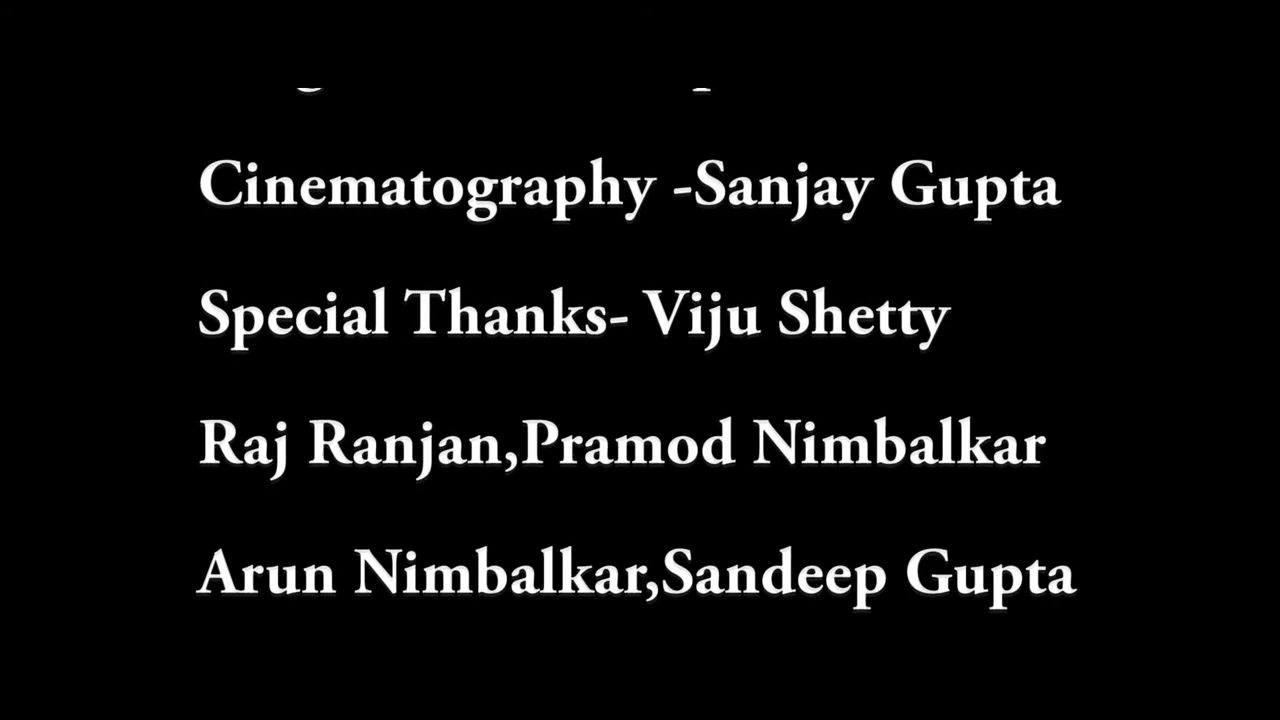 Cinematography -Sanjay Gupta
Special Thanks- Viju Shetty
Raj Ranjan,Pramod Nimbalkar
Arun Nimbalkar,Sandeep Gupta